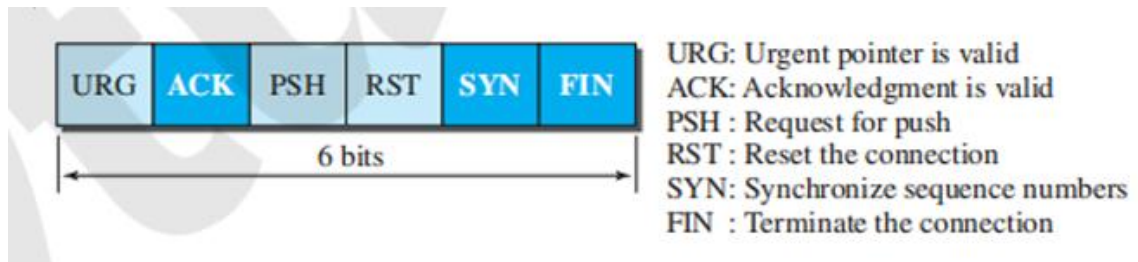 URG ACK PSH RST SYN FIN
6 bits
URG: Urgent pointer is valid
ACK: Acknowledgment is valid
PSH : Request for push
RST : Reset the connection
SYN: Synchronize sequence numbers
FIN : Terminate the connection